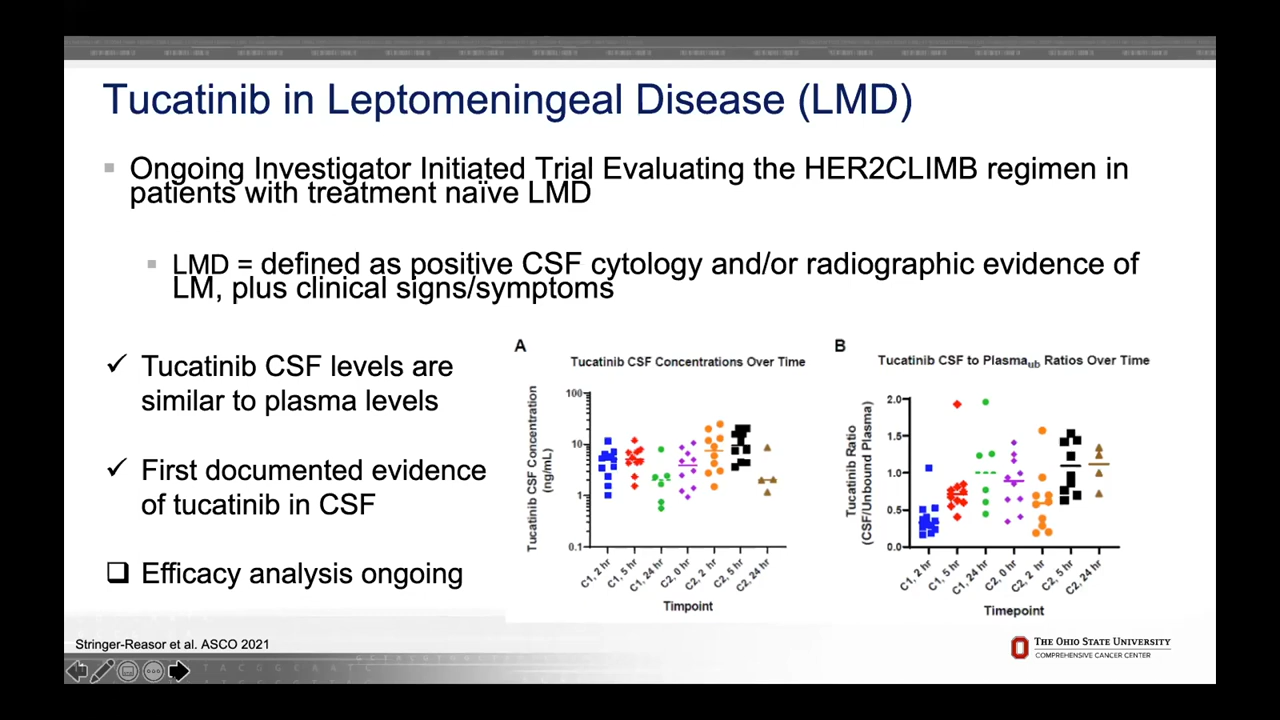 Tucatinib in Leptomeningeal Disease (LMD)
Ongoing Investigator Initiated Trial Evaluating the HER2CLIMB regimen in
patients with treatment naïve LMD
LMD = defined as positive CSF cytology and/or radiographic evidence of
LM, plus clinical signs/symptoms
Tucatinib CSF levels are
similar to plasma levels
First documented evidence
of tucatinib in CSF
Efficacy analysis ongoing
A
Tucatinib CSF Concentrations Over Time
Tucatinib CSF Concentration
(ng/mL)
100
10
1
0.1
C1, 2 hr
C1, 5 hr
C1, 24 hr
C2, 0 hr
C2, 2 hr
C2, 5 hr
C2, 24 hr
Timpoint
B
Tucatinib CSF to Plasmaub Ratios Over Time
Tucatinib Ratio
(CSF/Unbound Plasma)
2.0
1.5
1.0
0.5
0.0
C1, 2 hr
C1, 5 hr
C1, 24 hr
C2, 0 hr
C2, 2 hr
C2, 5 hr
C2, 24 hr
Timepoint
Stringer-Reasor et al. ASCO 2021
THE OHIO STATE UNIVERSITY
COMPREHENSIVE CANCER CENTER